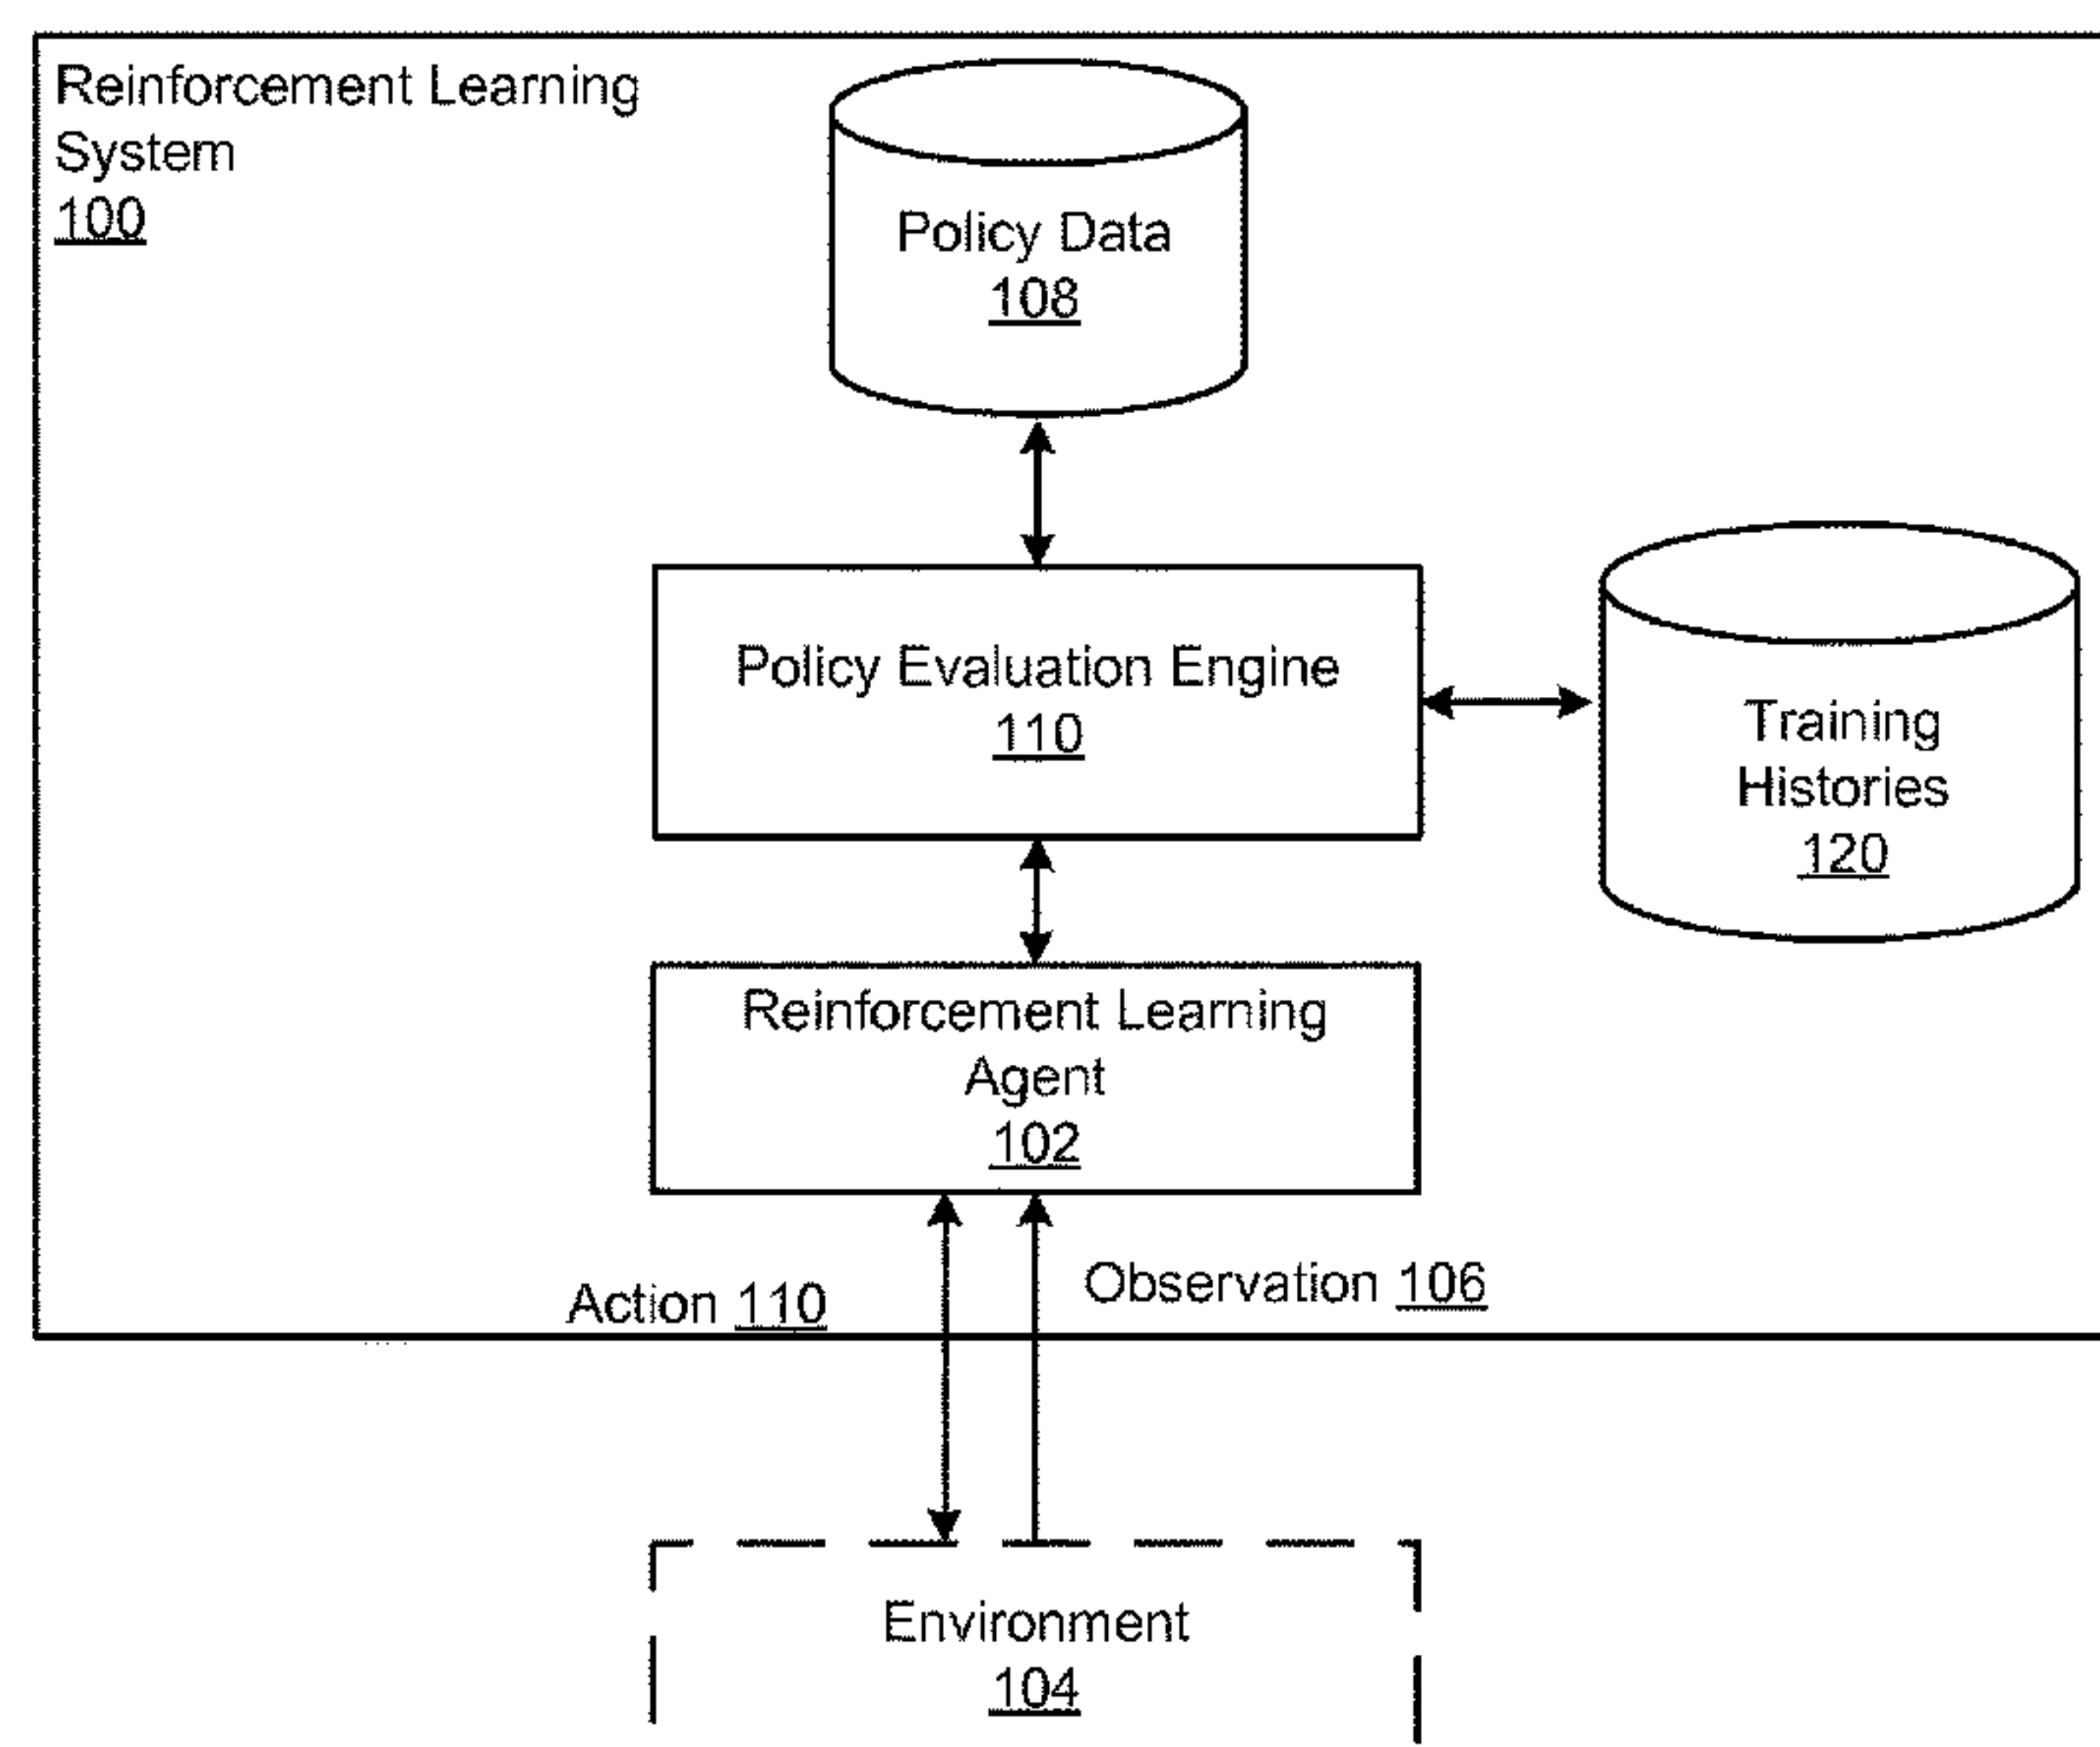 Reinforcement Learning
System
100
Policy Data
108
Policy Evaluation Engine
110
Training
Histories
120
Reinforcement Learning
Agent
102
Action 110
Observation 106
Environment
104